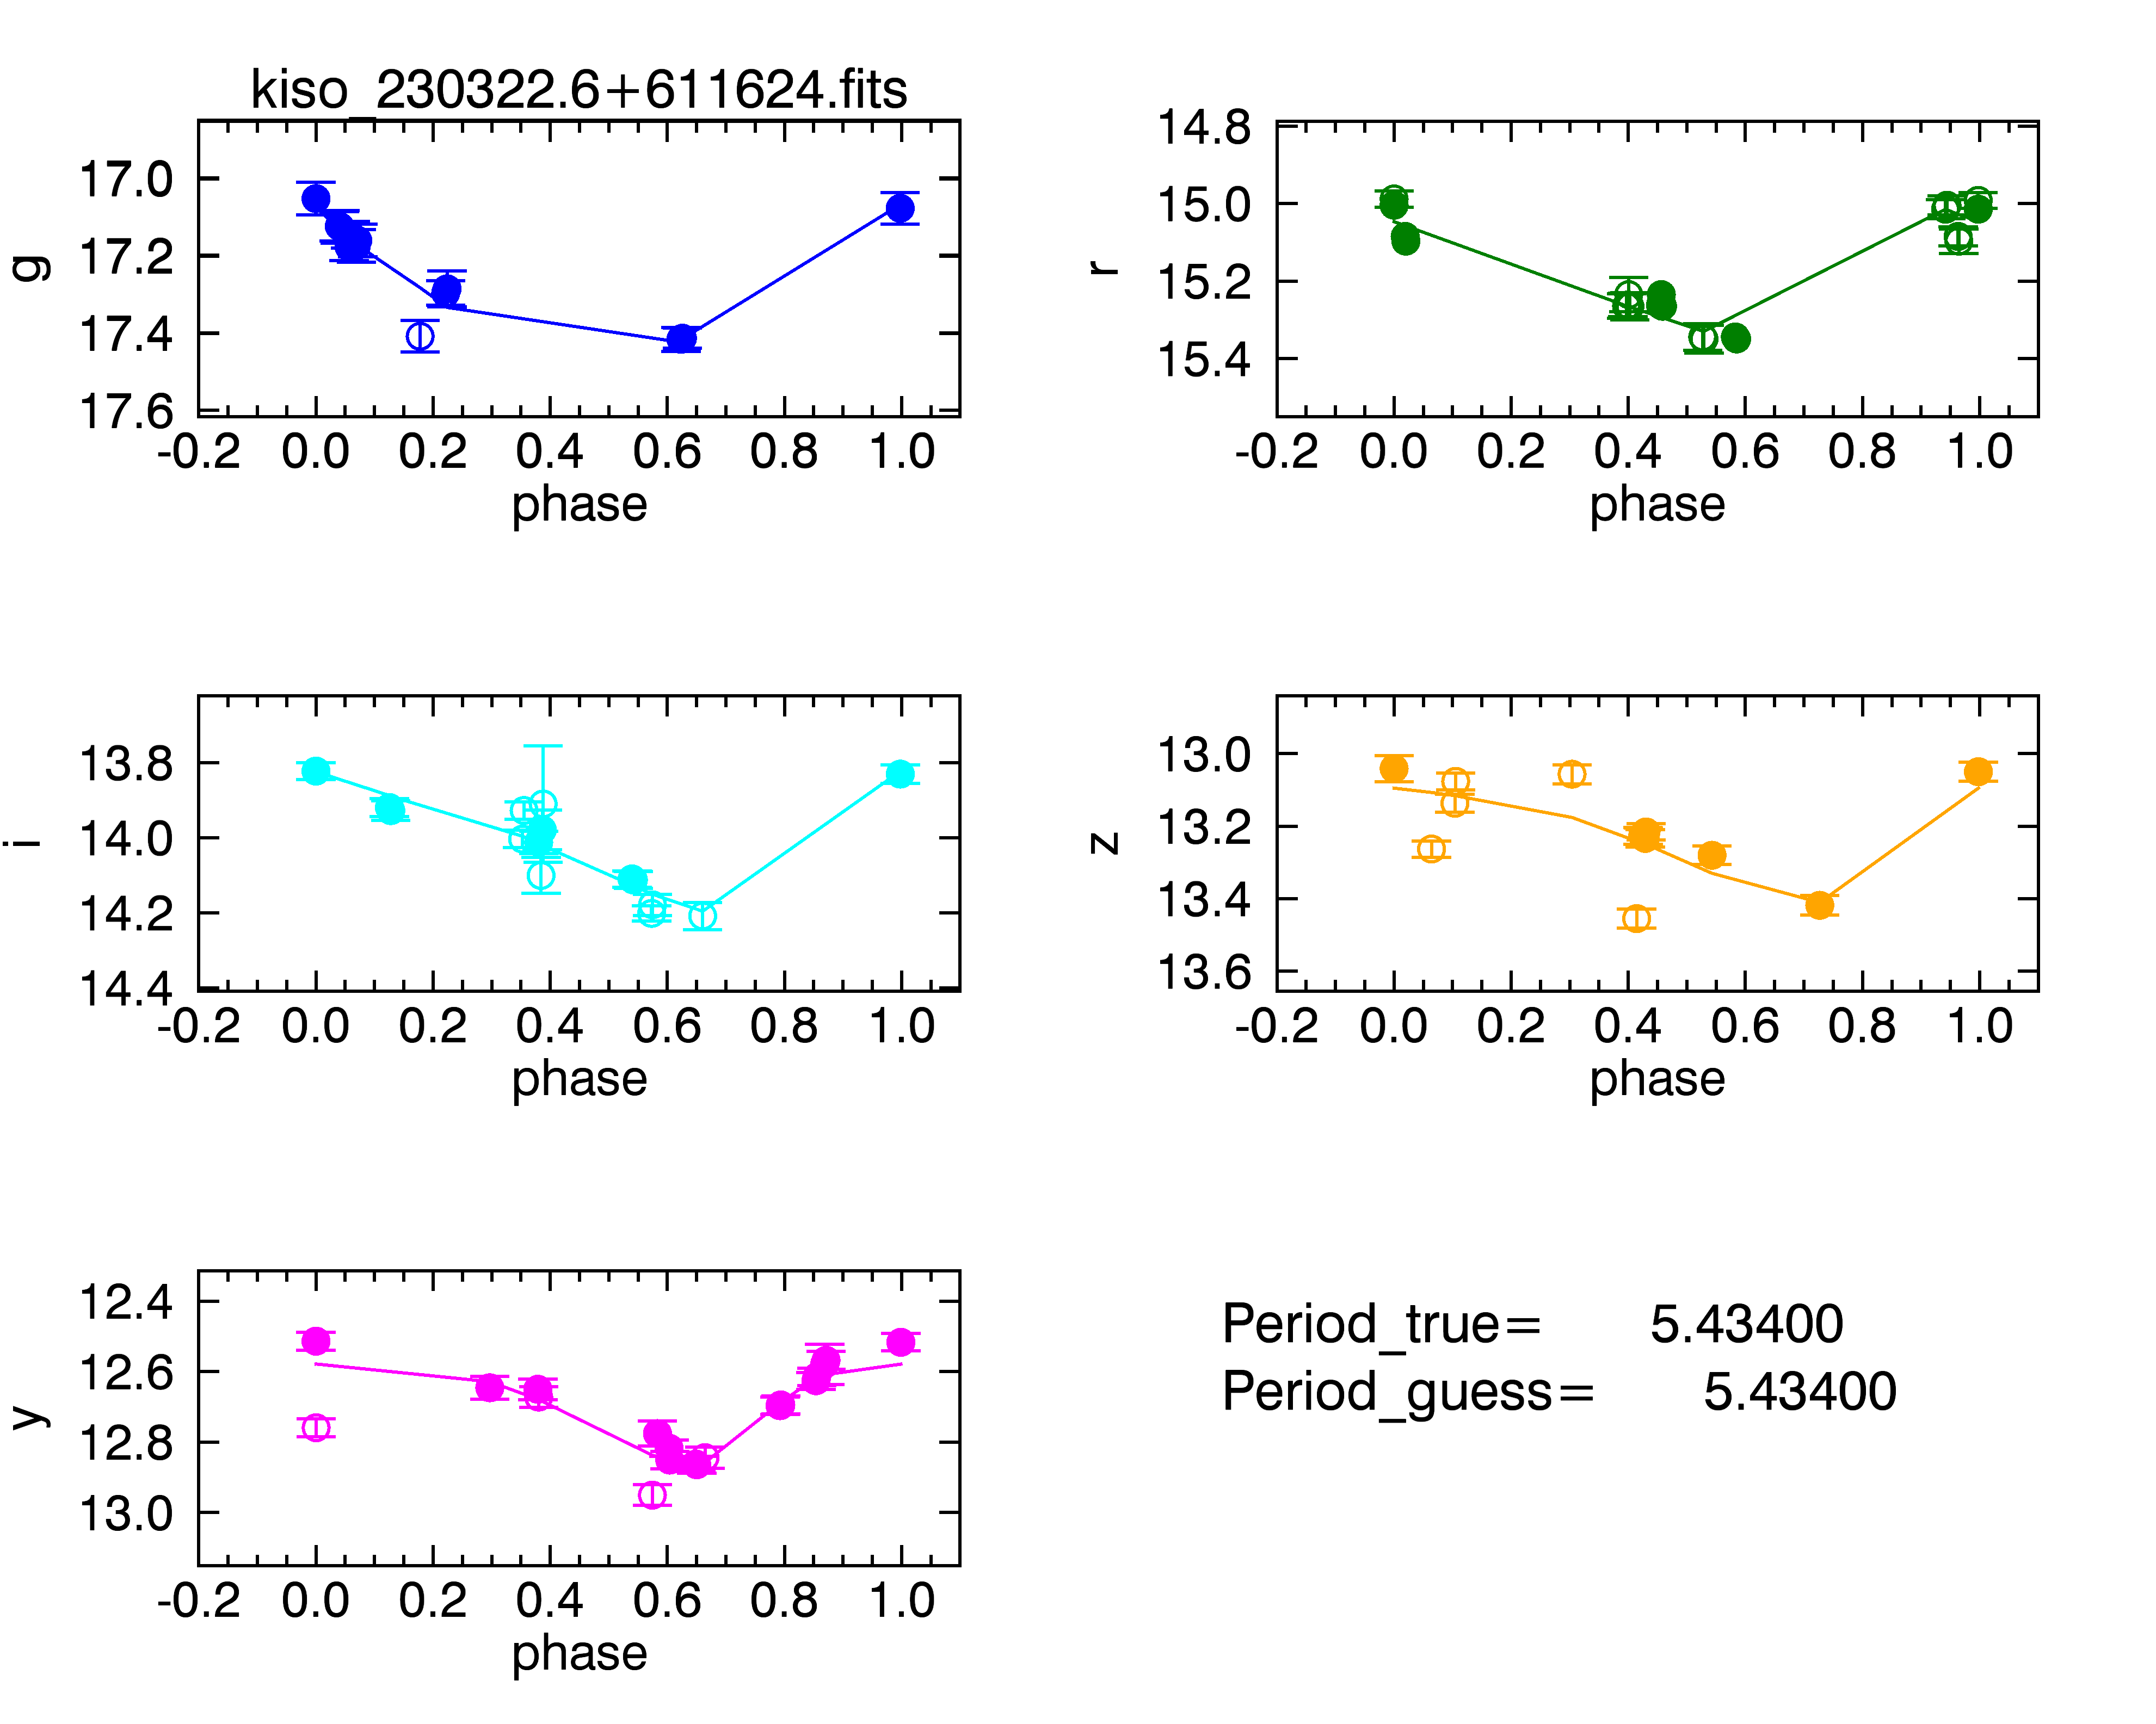 kiso_230322.6+611624.fits
g
17.0
17.2
17.4
17.6
-0.2 0.0 0.2 0.4 0.6 0.8 1.0
phase
r
14.8
15.0
15.2
15.4
-0.2 0.0 0.2 0.4 0.6 0.8 1.0
phase
i
13.8
14.0
14.2
14.4
-0.2 0.0 0.2 0.4 0.6 0.8 1.0
phase
z
13.0
13.2
13.4
13.6
-0.2 0.0 0.2 0.4 0.6 0.8 1.0
phase
y
12.4
12.6
12.8
13.0
-0.2 0.0 0.2 0.4 0.6 0.8 1.0
phase
Period_true= 5.43400
Period_guess= 5.43400